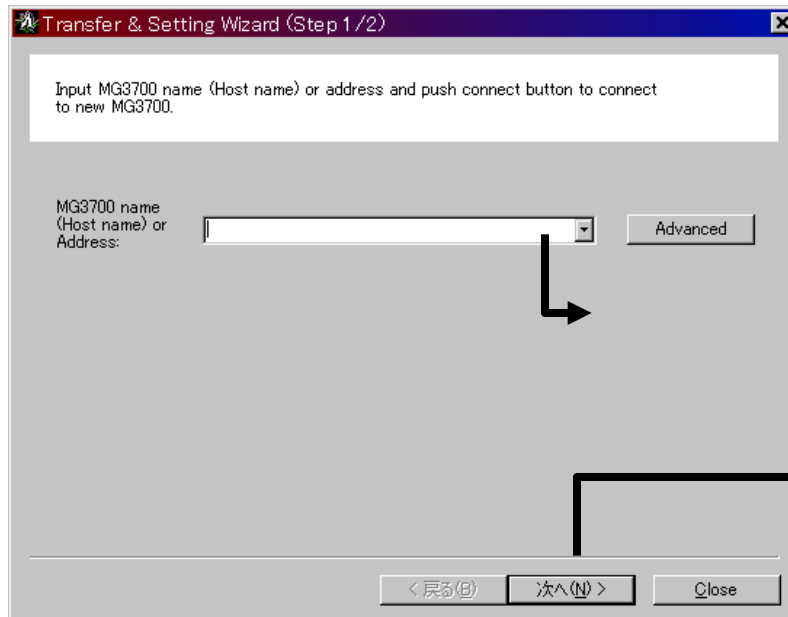 Transfer & Setting Wizard (Step 1/2)
Input MG3700 name (Host name) or address and push connect button to connect
to new MG3700.
MG3700 name
(Host name) or
Address:
Advanced
< 戻る(B)
次へ(N) >
Close